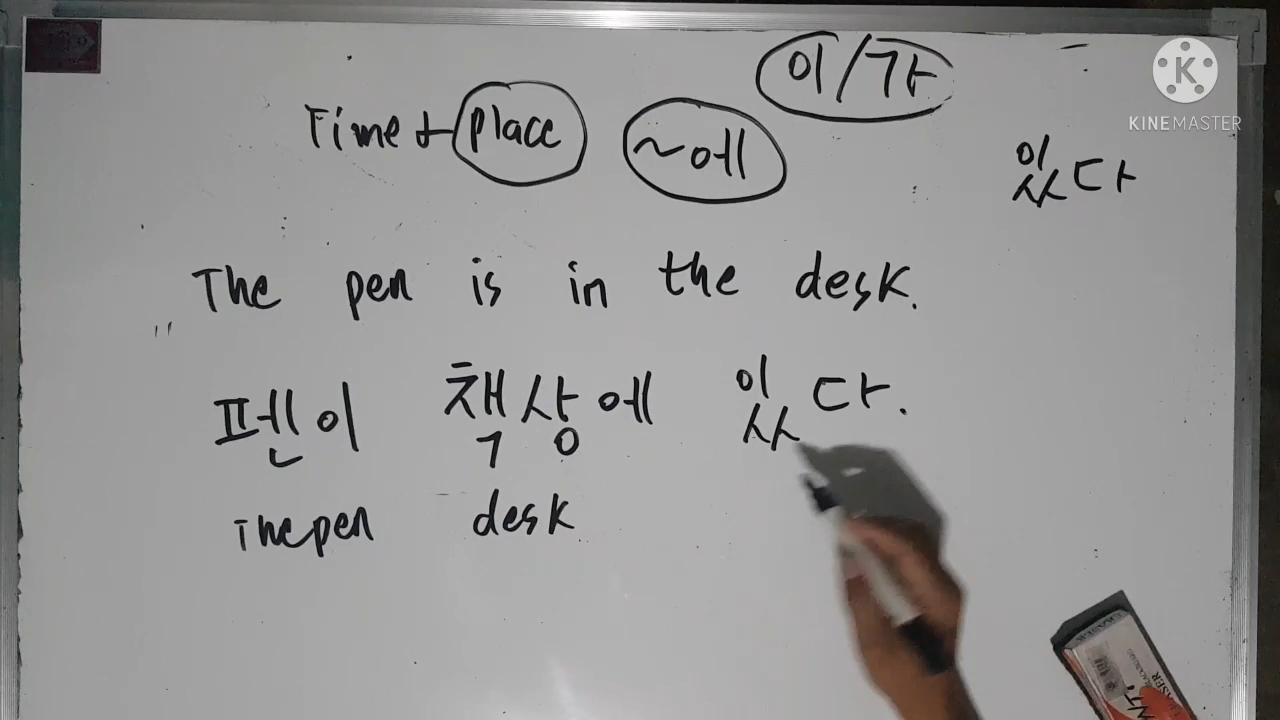 이/가
Time + place ~에
있다
The pen is in the desk.
펜이 책상에 있다.
The pen desk
KINEMASTER
ERASER